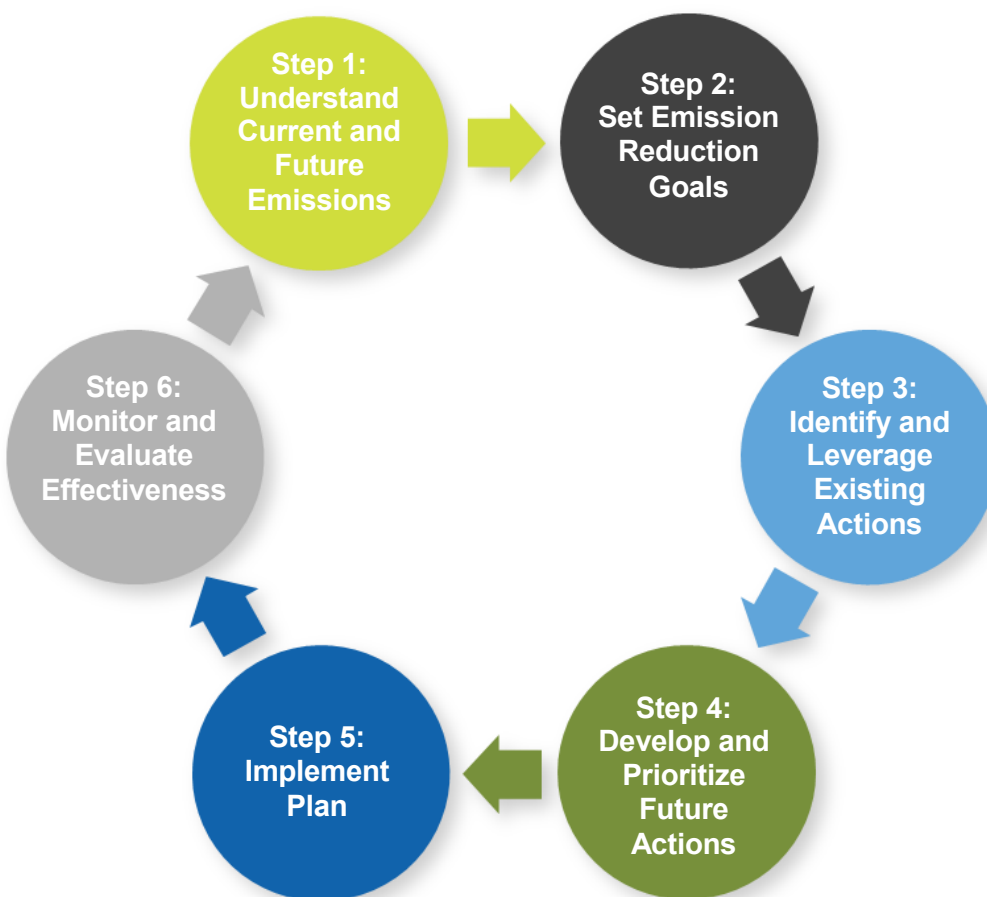 Step 1:
Understand
Current and
Future
Emissions
Step 2:
Set Emission
Reduction
Goals
Step 3:
Identify and
Leverage
Existing
Actions
Step 4:
Develop and
Prioritize
Future
Actions
Step 5:
Implement
Plan
Step 6:
Monitor and
Evaluate
Effectiveness